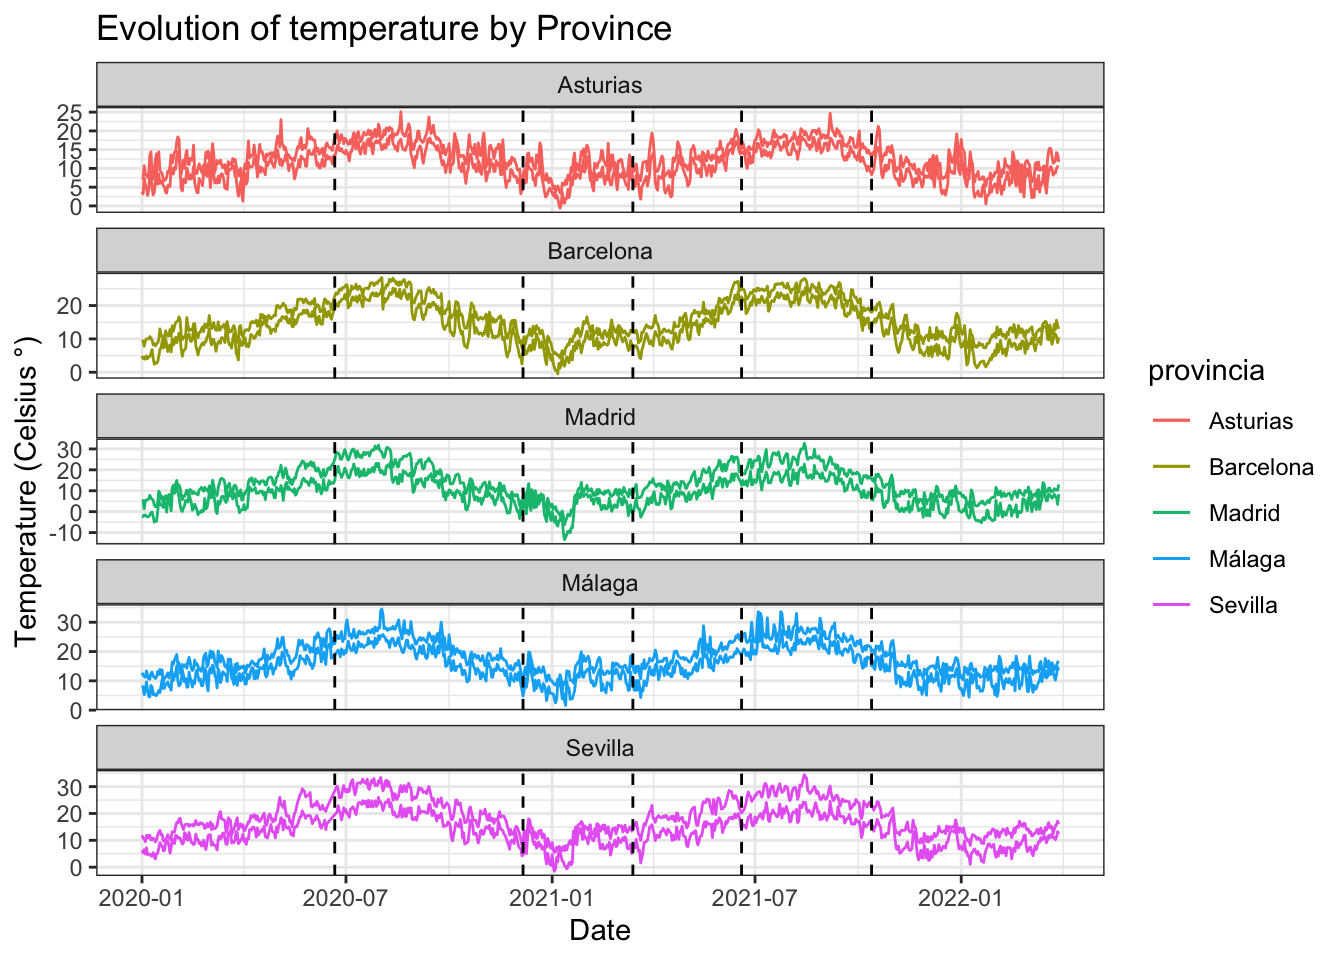 Evolution of temperature by Province
Asturias
25
20
15
10
5
0
Barcelona
20
10
0
Madrid
30
20
10
0
-10
Málaga
30
20
10
0
Sevilla
30
20
10
0
2020-01 2020-07 2021-01 2021-07 2022-01
Date
Temperature (Celsius °)
provincia
Asturias
Barcelona
Madrid
Málaga
Sevilla